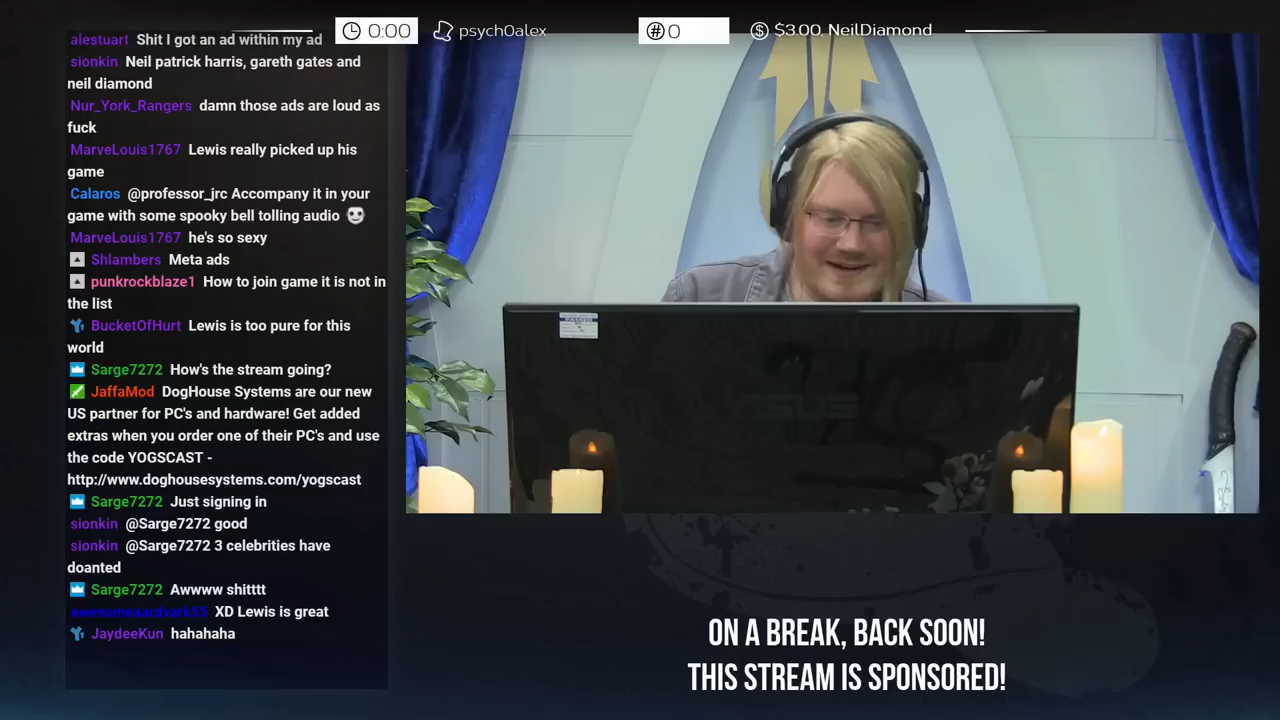 0:00 psych0alex #0 $3.00, NeilDiamond
alestuart Shit I got an ad within my ad
sionkin Neil patrick harris, gareth gates and
neil diamond
Nur_York_Rangers damn those ads are loud as
fuck
MarveLouis1767 Lewis really picked up his
game
Calaros @professor_jrc Accompany it in your
game with some spooky bell tolling audio
MarveLouis1767 he's so sexy
Shlambers Meta ads
punkrockblaze1 How to join game it is not in
the list
BucketOfHurt Lewis is too pure for this
world
Sarge7272 How's the stream going?
JaffaMod DogHouse Systems are our new
US partner for PC's and hardware! Get added
extras when you order one of their PC's and use
the code YOGSCAST -
http://www.doghousesystems.com/yogscast
Sarge7272 Just signing in
sionkin @Sarge7272 good
sionkin @Sarge7272 3 celebrities have
doanted
Sarge7272 Awwww shitttt
awesomeaardvark55 XD Lewis is great
JaydeeKun hahahaha
PASSED
ASUS
ON A BREAK, BACK SOON!
THIS STREAM IS SPONSORED!